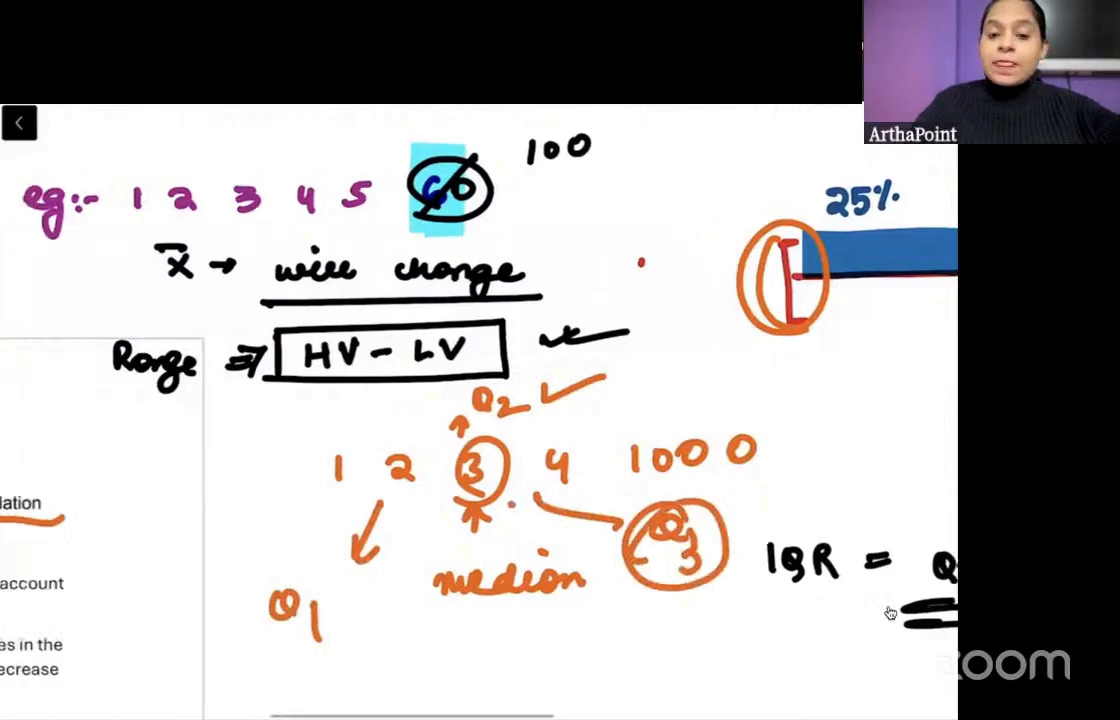 ArthaPoint
100
eg:- 1 2 3 4 5 60
25%
x̄ → will change
Range ⇒ HV - LV
Q2
1 2 3 4 1000
lation
Q3
IQR = Q
median
account
Q1
es in the
ecrease
zoom